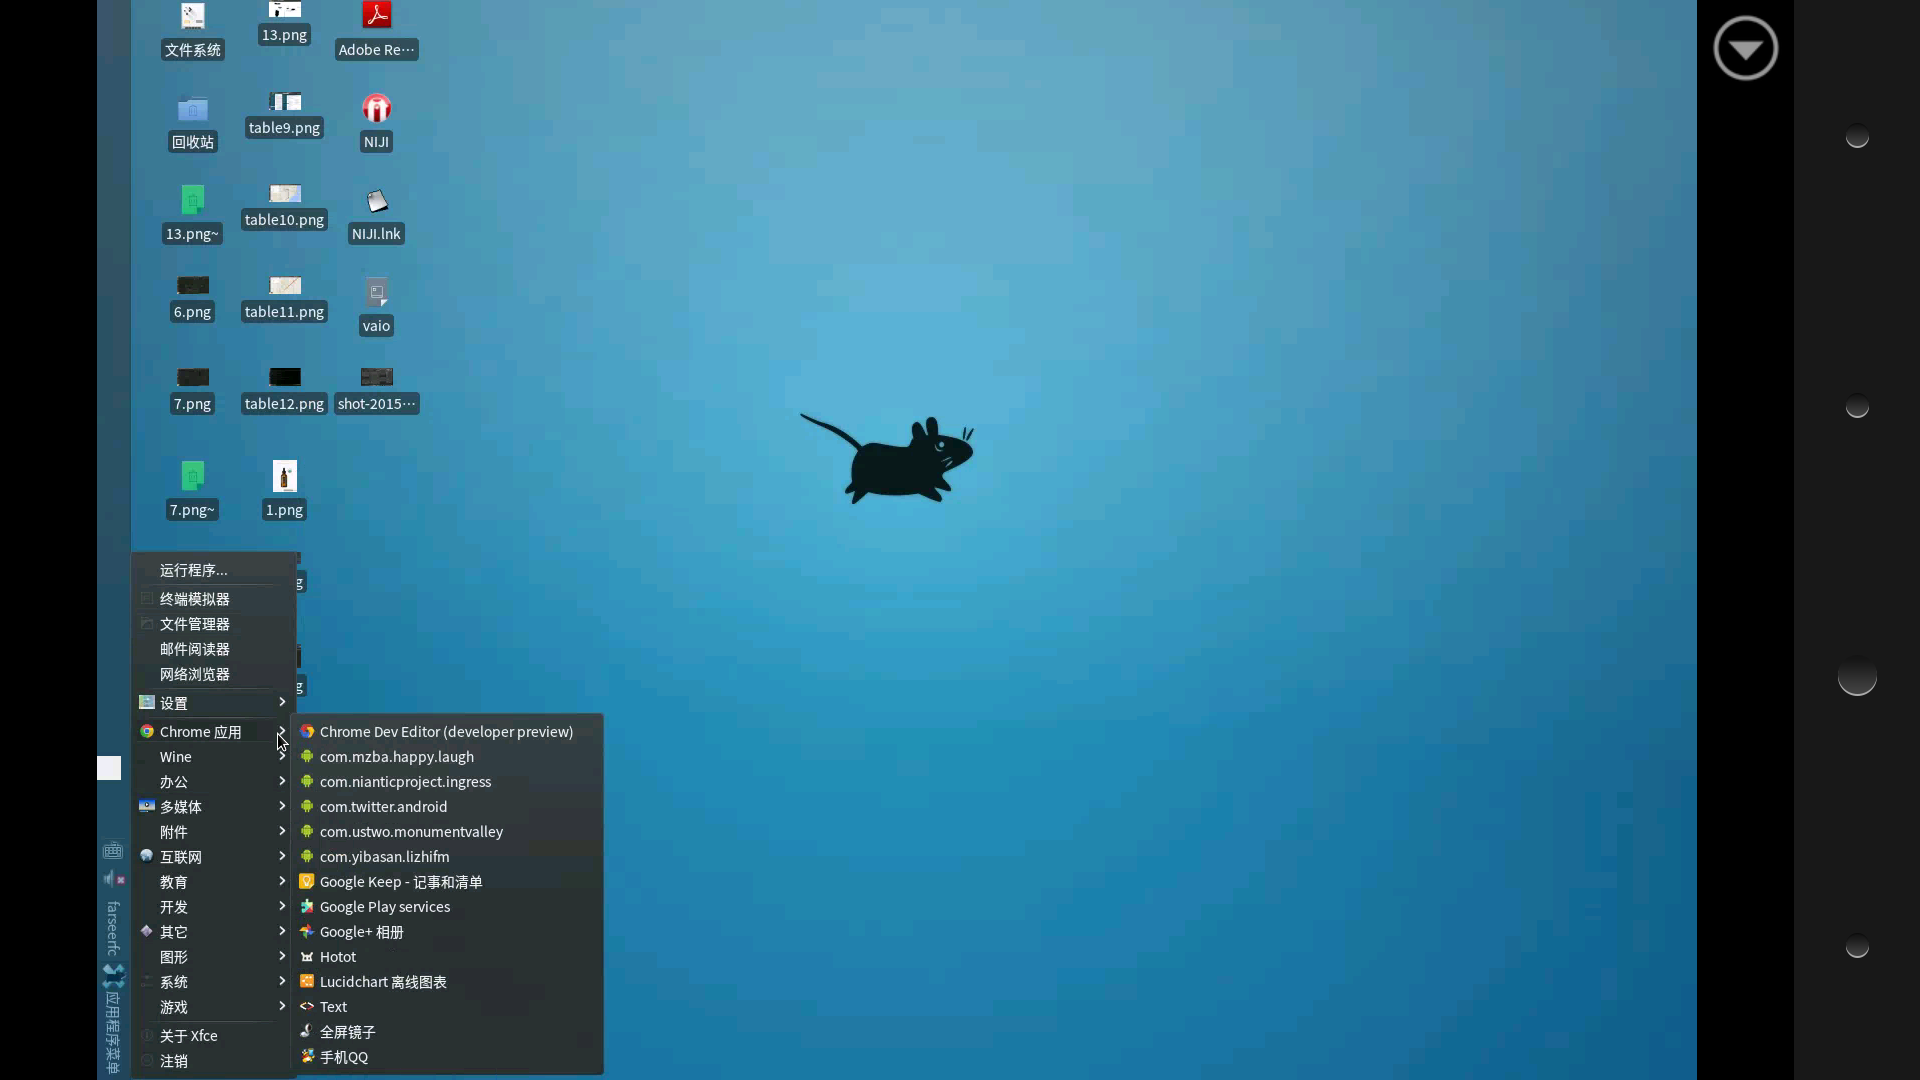 文件系统
13.png
Adobe Re…
回收站
table9.png
NIJI
13.png~
table10.png
NIJI.lnk
6.png
table11.png
vaio
7.png
table12.png
shot-2015…
7.png~
1.png
g
g
运行程序...
终端模拟器
文件管理器
邮件阅读器
网络浏览器
设置
Chrome 应用
Wine
办公
多媒体
附件
互联网
教育
开发
其它
图形
系统
游戏
关于 Xfce
注销
Chrome Dev Editor (developer preview)
com.mzba.happy.laugh
com.nianticproject.ingress
com.twitter.android
com.ustwo.monumentvalley
com.yibasan.lizhifm
Google Keep - 记事和清单
Google Play services
Google+ 相册
Hotot
Lucidchart 离线图表
Text
全屏镜子
手机QQ
farseerfc
应用程序菜单